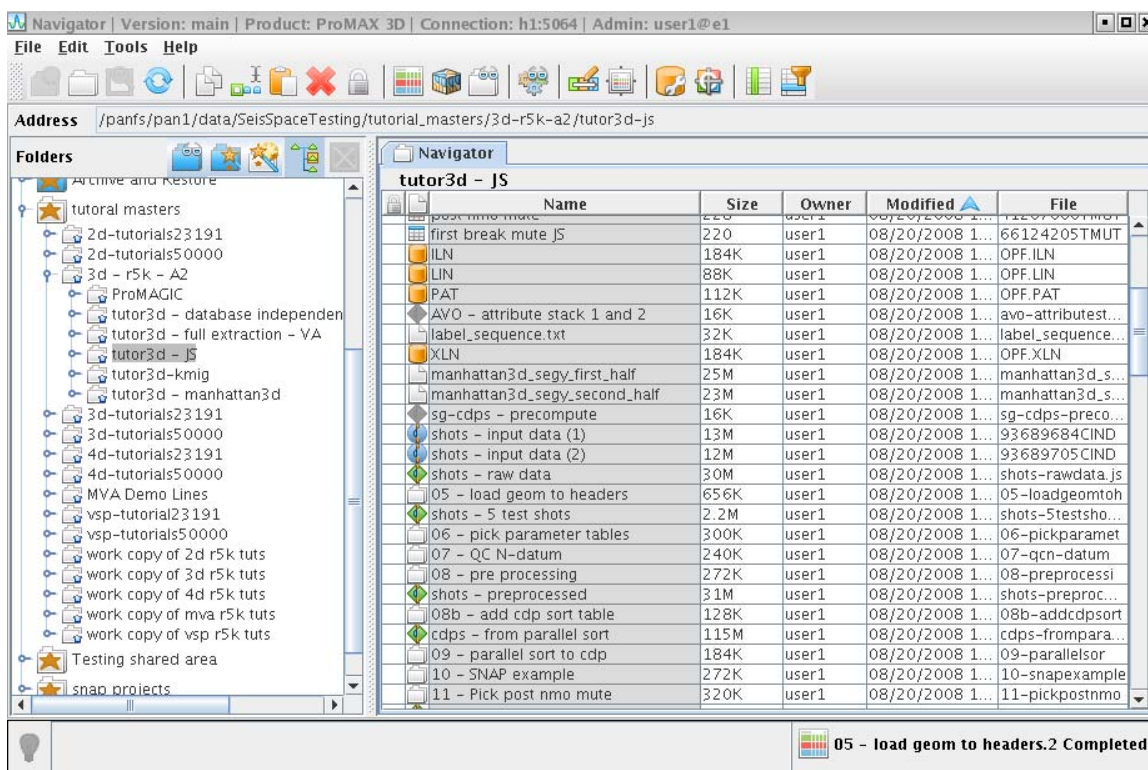 Navigator | Version: main | Product: ProMAX 3D | Connection: h1:5064 | Admin: user1@e1
File Edit Tools Help
Address /panfs/pan1/data/SeisSpaceTesting/tutorial_masters/3d-r5k-a2/tutor3d-js
Folders
Archive and Restore
tutoral masters
2d-tutorials23191
2d-tutorials50000
3d - r5k - A2
ProMAGIC
tutor3d - database independen
tutor3d - full extraction - VA
tutor3d - JS
tutor3d-kmig
tutor3d - manhattan3d
3d-tutorials23191
3d-tutorials50000
4d-tutorials23191
4d-tutorials50000
MVA Demo Lines
vsp-tutorial23191
vsp-tutorials50000
work copy of 2d r5k tuts
work copy of 3d r5k tuts
work copy of 4d r5k tuts
work copy of mva r5k tuts
work copy of vsp r5k tuts
Testing shared area
snap projects
Navigator
tutor3d - JS
Name Size Owner Modified File
post nmo mute 228 user1 08/20/2008 1...
first break mute JS 220 user1 08/20/2008 1... 66124205TMUT
ILN 184K user1 08/20/2008 1... OPF.ILN
LIN 88K user1 08/20/2008 1... OPF.LIN
PAT 112K user1 08/20/2008 1... OPF.PAT
AVO - attribute stack 1 and 2 16K user1 08/20/2008 1... avo-attributest...
label_sequence.txt 32K user1 08/20/2008 1... label_sequence...
XLN 184K user1 08/20/2008 1... OPF.XLN
manhattan3d_segy_first_half 25M user1 08/20/2008 1... manhattan3d_s...
manhattan3d_segy_second_half 23M user1 08/20/2008 1... manhattan3d_s...
sg-cdps - precompute 16K user1 08/20/2008 1... sg-cdps-preco...
shots - input data (1) 13M user1 08/20/2008 1... 93689684CIND
shots - input data (2) 12M user1 08/20/2008 1... 93689705CIND
shots - raw data 30M user1 08/20/2008 1... shots-rawdata.js
05 - load geom to headers 656K user1 08/20/2008 1... 05-loadgeomtoh
shots - 5 test shots 2.2M user1 08/20/2008 1... shots-5testsho...
06 - pick parameter tables 300K user1 08/20/2008 1... 06-pickparamet
07 - QC N-datum 240K user1 08/20/2008 1... 07-qcn-datum
08 - pre processing 272K user1 08/20/2008 1... 08-preprocessi
shots - preprocessed 31M user1 08/20/2008 1... shots-preproc...
08b - add cdp sort table 128K user1 08/20/2008 1... 08b-addcdpsort
cdps - from parallel sort 115M user1 08/20/2008 1... cdps-frompara...
09 - parallel sort to cdp 184K user1 08/20/2008 1... 09-parallelsor
10 - SNAP example 272K user1 08/20/2008 1... 10-snapexample
11 - Pick post nmo mute 320K user1 08/20/2008 1... 11-pickpostnmo
05 - load geom to headers.2 Completed